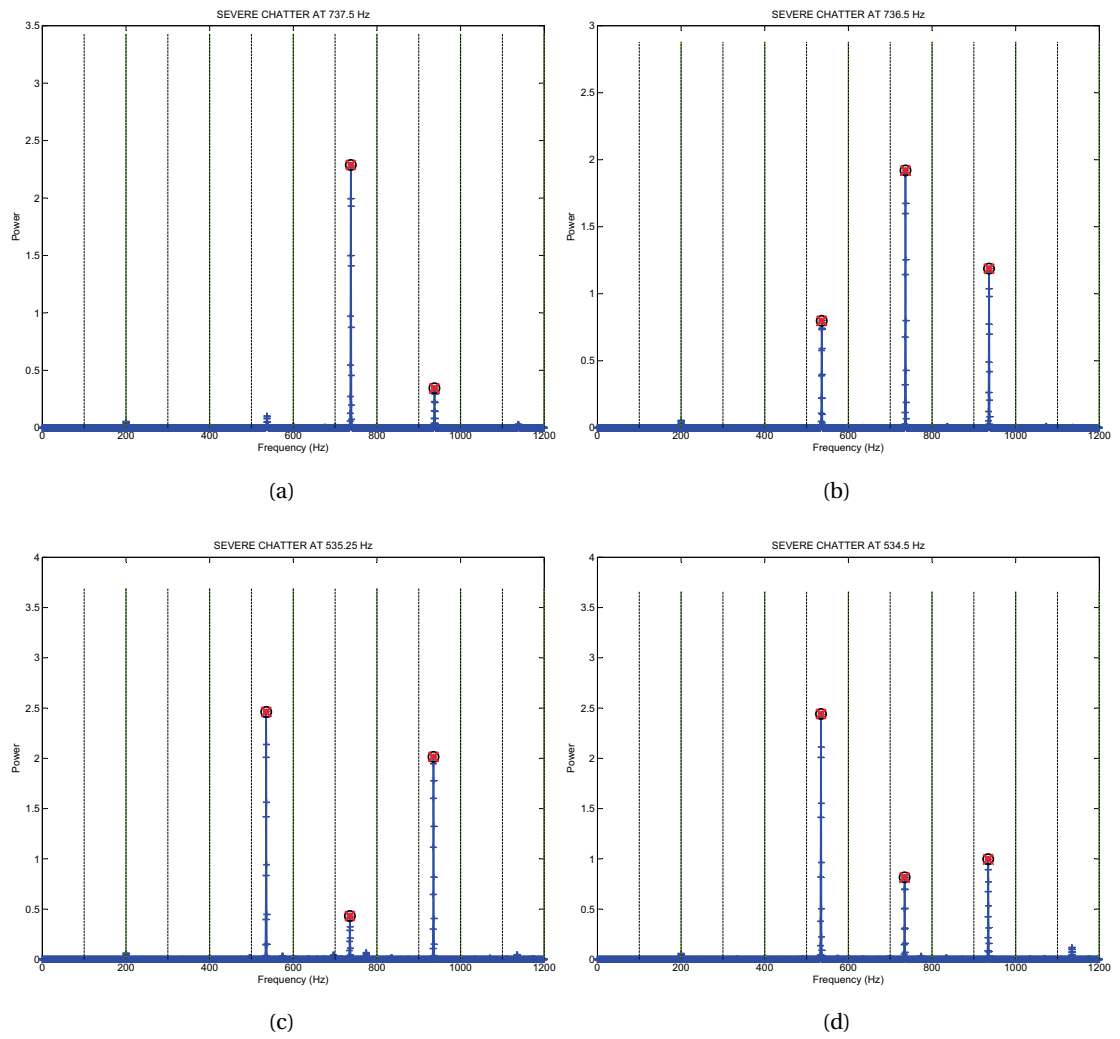 SEVERE CHATTER AT 737.5 Hz
3.5
3
2.5
2
1.5
1
0.5
0
Power
0 200 400 600 800 1000 1200
Frequency (Hz)
(a)
SEVERE CHATTER AT 736.5 Hz
3
2.5
2
1.5
1
0.5
0
Power
0 200 400 600 800 1000 1200
Frequency (Hz)
(b)
SEVERE CHATTER AT 535.25 Hz
4
3.5
3
2.5
2
1.5
1
0.5
0
Power
0 200 400 600 800 1000 1200
Frequency (Hz)
(c)
SEVERE CHATTER AT 534.5 Hz
4
3.5
3
2.5
2
1.5
1
0.5
0
Power
0 200 400 600 800 1000 1200
Frequency (Hz)
(d)